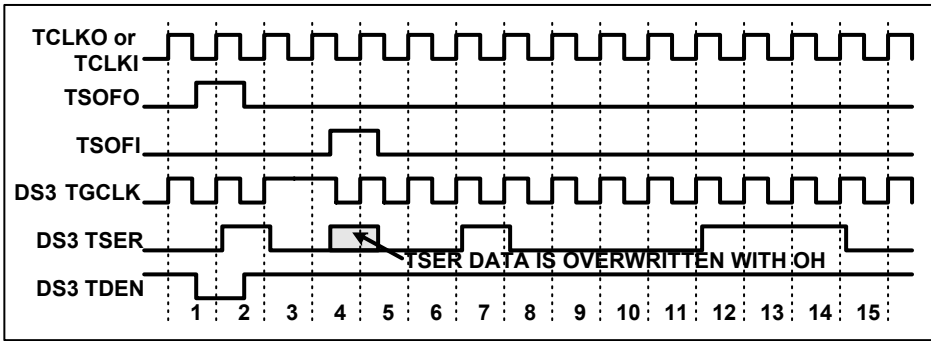 TCLKO or
TCLKI
TSOFO
TSOFI
DS3 TGCLK
DS3 TSER
TSER DATA IS OVERWRITTEN WITH OH
DS3 TDEN
1 2 3 4 5 6 7 8 9 10 11 12 13 14 15